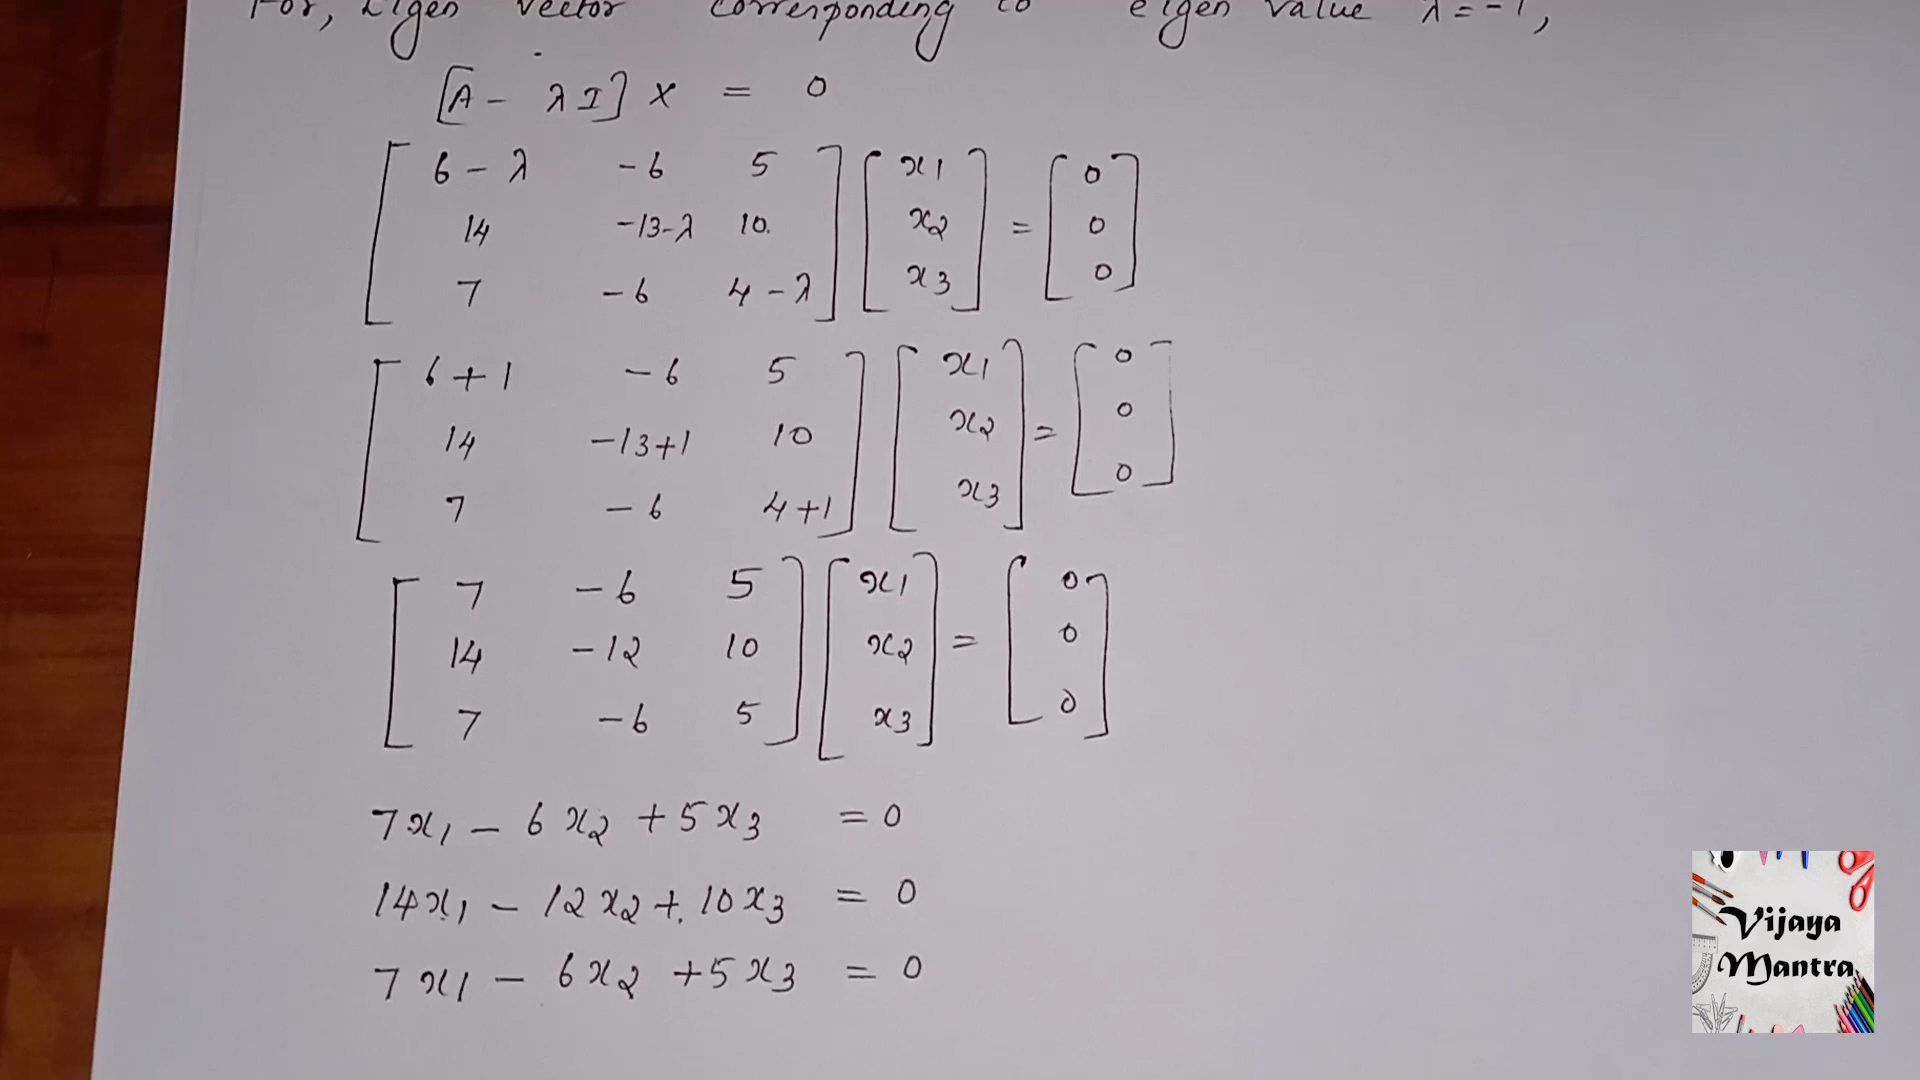 For, Eigen Vector corresponding to eigen value λ = -1,
[A - λI] X = 0
[6-λ -6 5] [x1] = [0]
[14 -13-λ 10] [x2] [0]
[7 -6 4-λ] [x3] [0]
[6+1 -6 5] [x1] = [0]
[14 -13+1 10] [x2] [0]
[7 -6 4+1] [x3] [0]
[7 -6 5] [x1] = [0]
[14 -12 10] [x2] [0]
[7 -6 5] [x3] [0]
7x1 - 6x2 + 5x3 = 0
14x1 - 12x2 + 10x3 = 0
7x1 - 6x2 + 5x3 = 0
Vijaya
Mantra